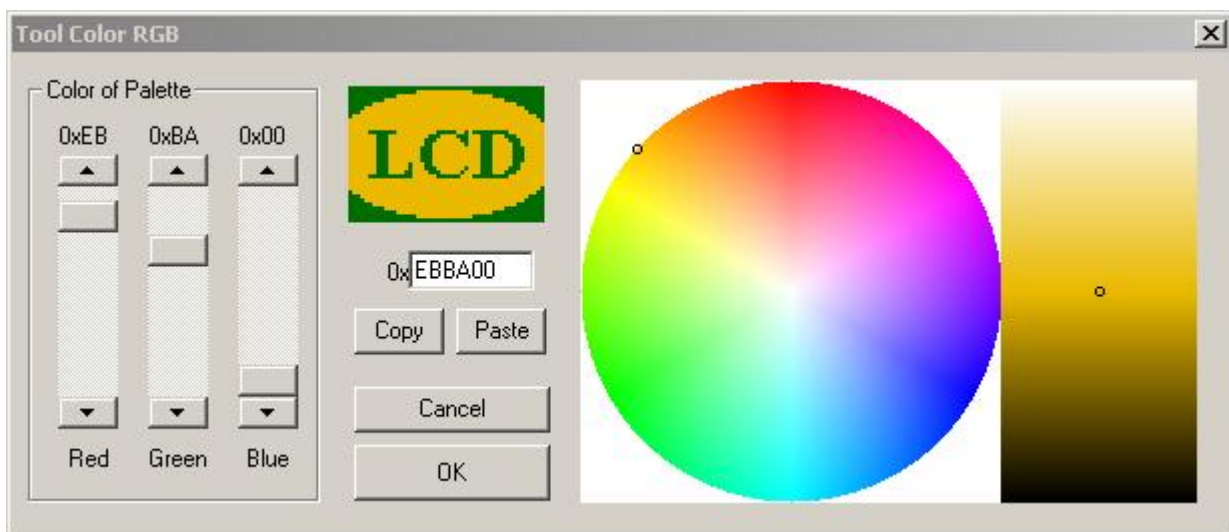 Tool Color RGB
Color of Palette
0xEB 0xBA 0x00
Red Green Blue
LCD
0x EBBA00
Copy Paste
Cancel
OK